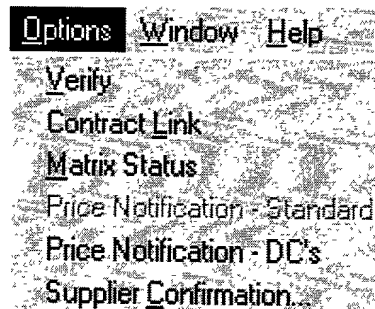 Options Window Help
Verify
Contract Link
Matrix Status
Price Notification - Standard
Price Notification - DC's
Supplier Confirmation...